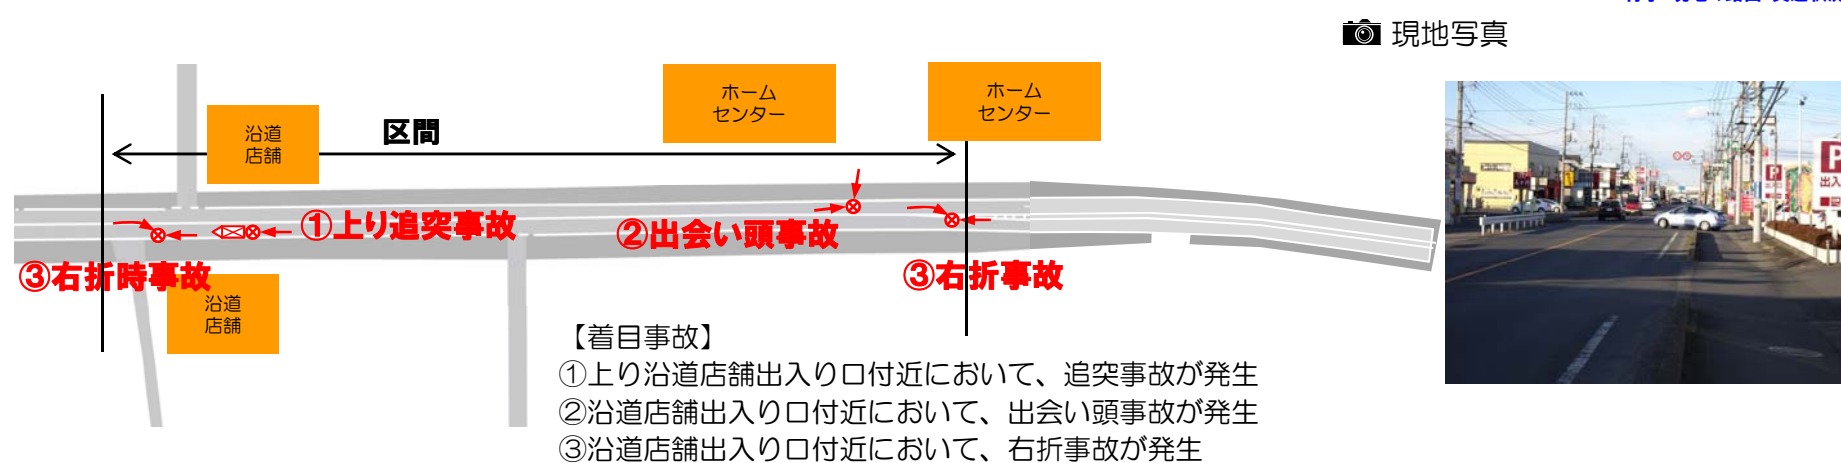 現地写真
ホーム
センター
ホーム
センター
沿道
店舗
区間
①上り追突事故
②出会い頭事故
③右折時事故
③右折事故
沿道
店舗
【着目事故】
①上り沿道店舗出入り口付近において、追突事故が発生
②沿道店舗出入り口付近において、出会い頭事故が発生
③沿道店舗出入り口付近において、右折事故が発生
P
P
出入